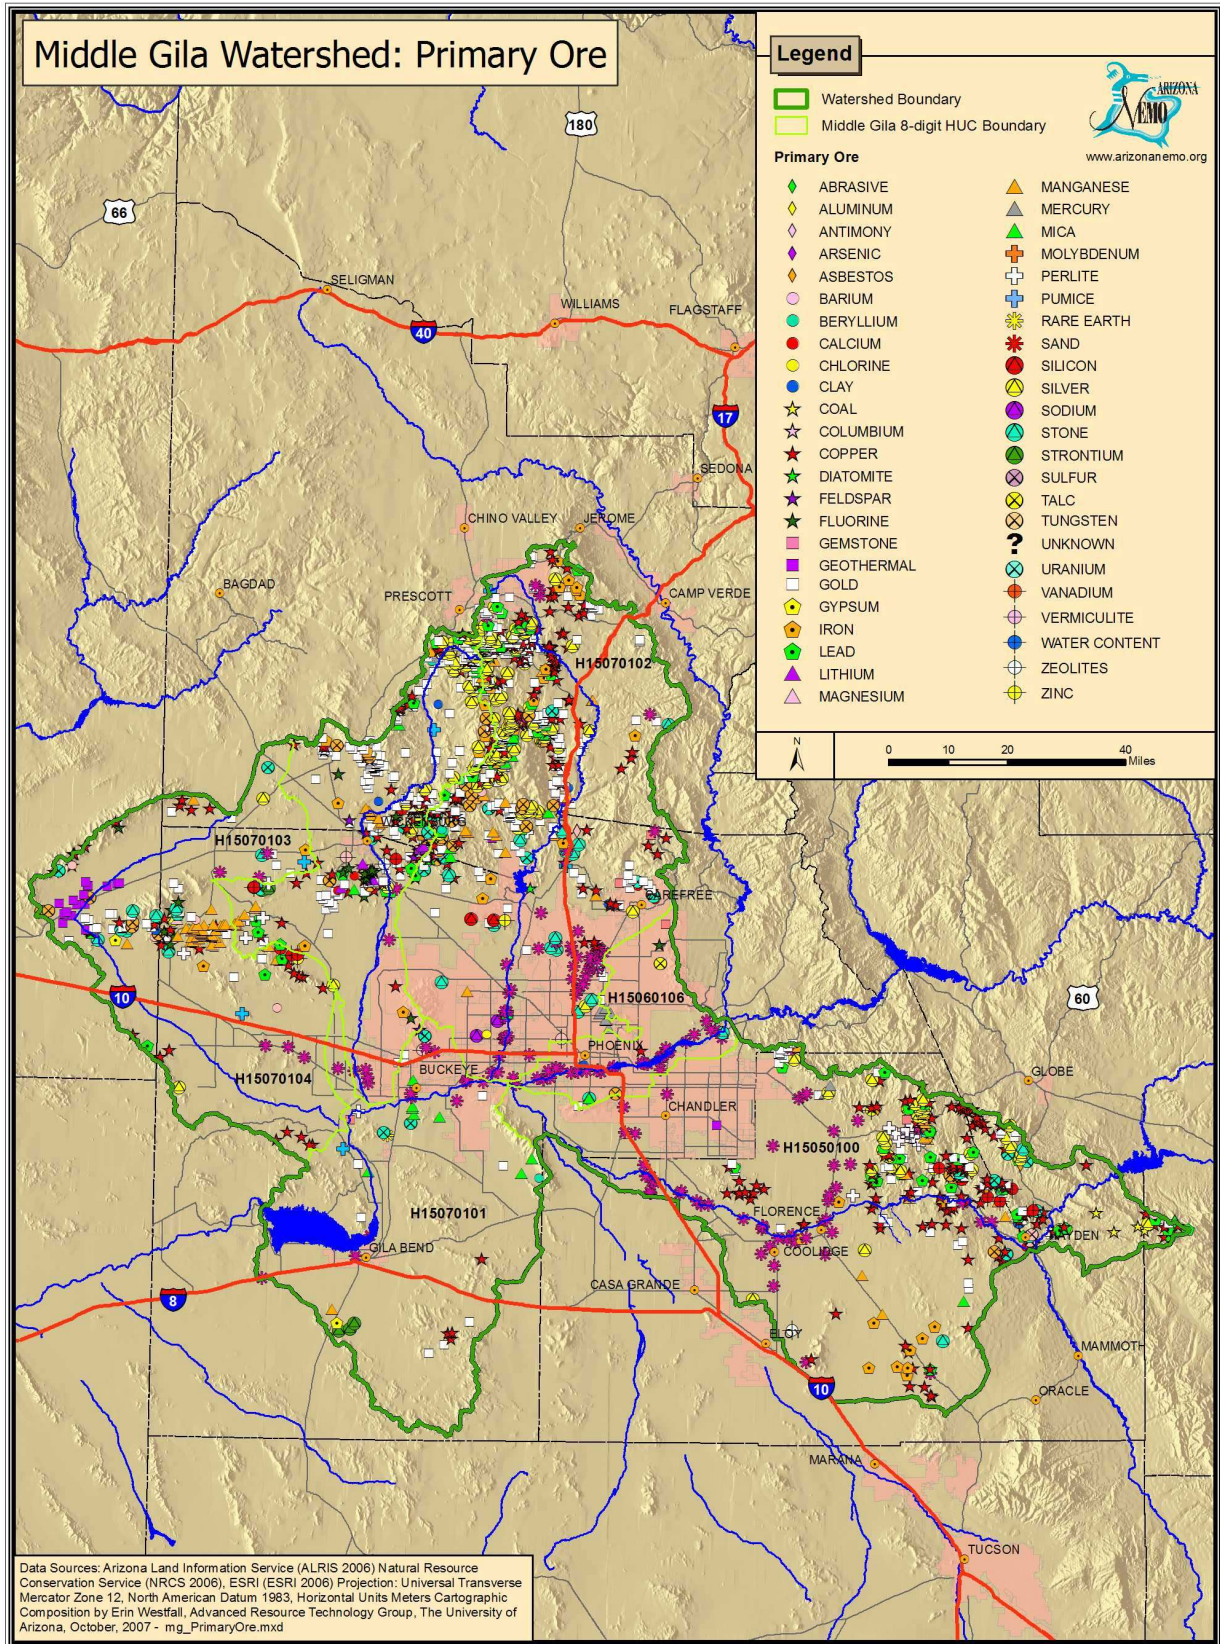 Middle Gila Watershed: Primary Ore
Legend
Watershed Boundary
Middle Gila 8-digit HUC Boundary
ARIZONA
NEMO
www.arizonanemo.org
Primary Ore
ABRASIVE
ALUMINUM
ANTIMONY
ARSENIC
ASBESTOS
BARIUM
BERYLLIUM
CALCIUM
CHLORINE
CLAY
COAL
COLUMBIUM
COPPER
DIATOMITE
FELDSPAR
FLUORINE
GEMSTONE
GEOTHERMAL
GOLD
GYPSUM
IRON
LEAD
LITHIUM
MAGNESIUM
MANGANESE
MERCURY
MICA
MOLYBDENUM
PERLITE
PUMICE
RARE EARTH
SAND
SILICON
SILVER
SODIUM
STONE
STRONTIUM
SULFUR
TALC
TUNGSTEN
? UNKNOWN
URANIUM
VANADIUM
VERMICULITE
WATER CONTENT
ZEOLITES
ZINC
N
0 10 20 40
Miles
180
66
SELIGMAN
WILLIAMS
FLAGSTAFF
40
17
SEDONA
CHINO VALLEY
JEROME
BAGDAD
PRESCOTT
CAMP VERDE
H15070102
WICKENBURG
H15070103
CAREFREE
10
H15060106
60
PHOENIX
BUCKEYE
H15070104
GLOBE
CHANDLER
H15050100
H15070101
FLORENCE
HAYDEN
GILA BEND
COOLIDGE
CASA GRANDE
8
ELOY
MAMMOTH
10
ORACLE
MARANA
TUCSON
Data Sources: Arizona Land Information Service (ALRIS 2006) Natural Resource
Conservation Service (NRCS 2006), ESRI (ESRI 2006) Projection: Universal Transverse
Mercator Zone 12, North American Datum 1983, Horizontal Units Meters Cartographic
Composition by Erin Westfall, Advanced Resource Technology Group, The University of
Arizona, October, 2007 - mg_PrimaryOre.mxd